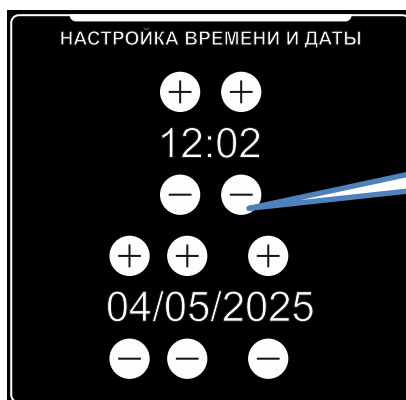 НАСТРОЙКА ВРЕМЕНИ И ДАТЫ
+ +
12:02
− −
+ + +
04/05/2025
− − −